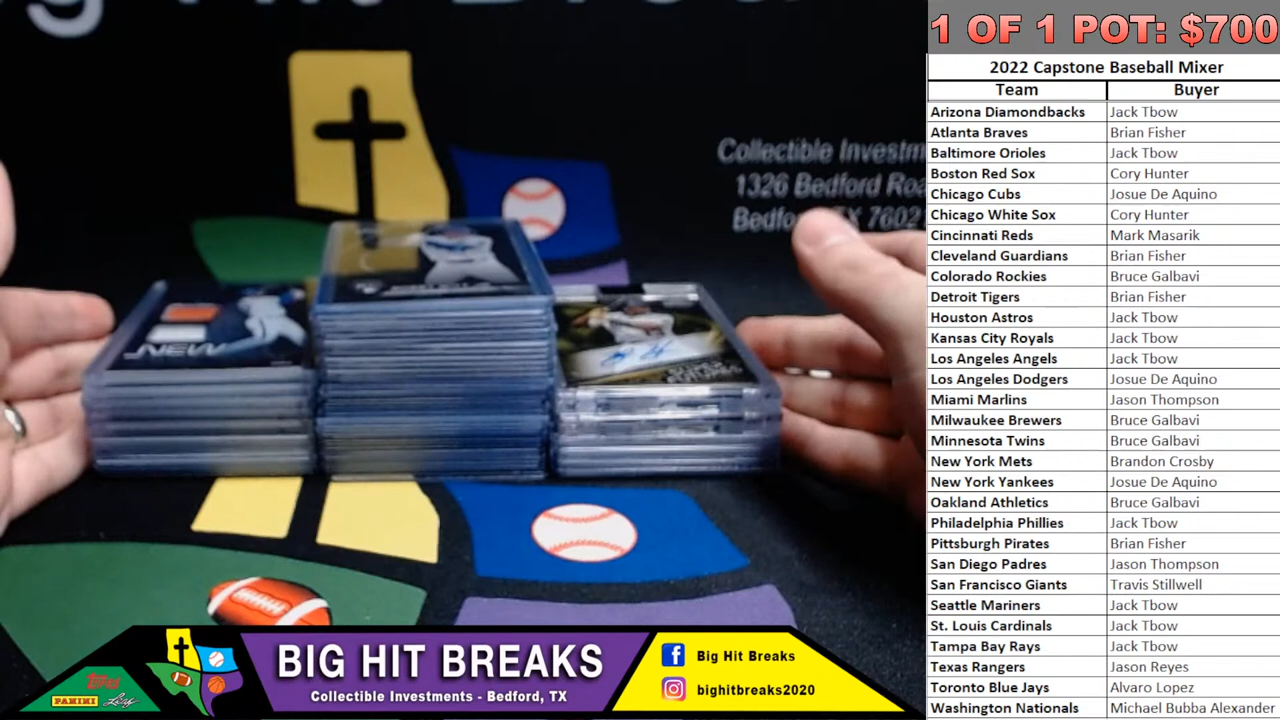 1 OF 1 POT: $700
2022 Capstone Baseball Mixer
Team Buyer
Arizona Diamondbacks Jack Tbow
Atlanta Braves Brian Fisher
Baltimore Orioles Jack Tbow
Boston Red Sox Cory Hunter
Chicago Cubs Josue De Aquino
Chicago White Sox Cory Hunter
Cincinnati Reds Mark Masarik
Cleveland Guardians Brian Fisher
Colorado Rockies Bruce Galbavi
Detroit Tigers Brian Fisher
Houston Astros Jack Tbow
Kansas City Royals Jack Tbow
Los Angeles Angels Jack Tbow
Los Angeles Dodgers Josue De Aquino
Miami Marlins Jason Thompson
Milwaukee Brewers Bruce Galbavi
Minnesota Twins Bruce Galbavi
New York Mets Brandon Crosby
New York Yankees Josue De Aquino
Oakland Athletics Bruce Galbavi
Philadelphia Phillies Jack Tbow
Pittsburgh Pirates Brian Fisher
San Diego Padres Jason Thompson
San Francisco Giants Travis Stillwell
Seattle Mariners Jack Tbow
St. Louis Cardinals Jack Tbow
Tampa Bay Rays Jack Tbow
Texas Rangers Jason Reyes
Toronto Blue Jays Alvaro Lopez
Washington Nationals Michael Bubba Alexander
Hit
Collectible Investm
1326 Bedford Roa
TX 7602
NEW
BIG HIT BREAKS
Collectible Investments - Bedford, TX
Big Hit Breaks
bighitbreaks2020
Topps
PANINI
Leaf